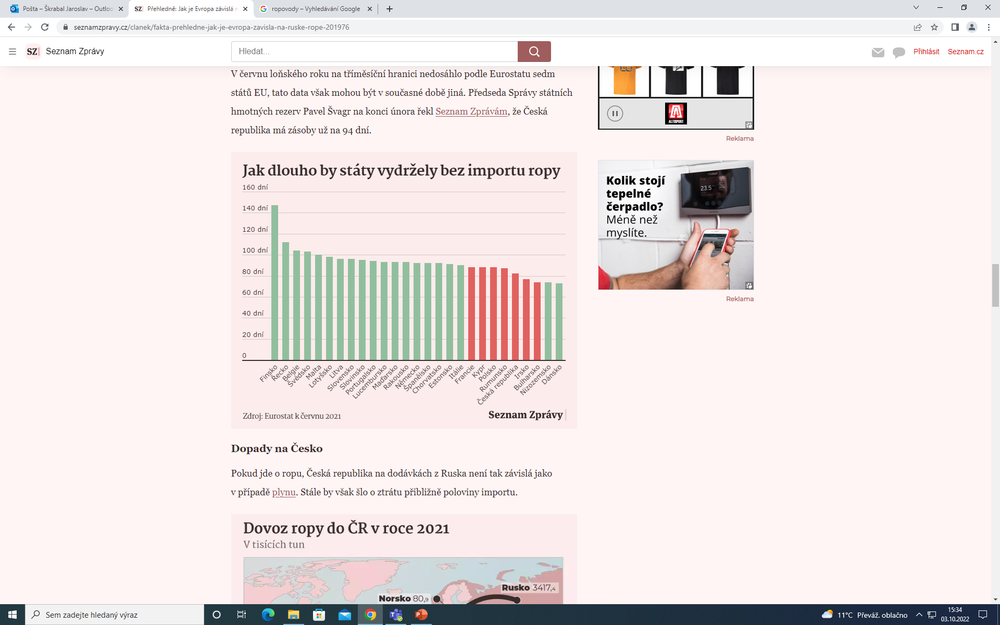 Pošta – Škrabal Jaroslav – Outloo
Přehledně: Jak je Evropa závislá n
ropovody – Vyhledávání Google
seznamzpravy.cz/clanek/fakta-prehledne-jak-je-evropa-zavisla-na-ruske-rope-201976
SZ Seznam Zprávy
Hledat...
Přihlásit
Seznam.cz
V červnu loňského roku na tříměsíční hranici nedosáhlo podle Eurostatu sedm
států EU, tato data však mohou být v současné době jiná. Předseda Správy státních
hmotných rezerv Pavel Švagr na konci února řekl Seznam Zprávám, že Česká
republika má zásoby už na 94 dní.
ALTISPORT
Reklama
Jak dlouho by státy vydržely bez importu ropy
160 dní
140 dní
120 dní
100 dní
80 dní
60 dní
40 dní
20 dní
0
Finsko
Řecko
Belgie
Švédsko
Malta
Lotyšsko
Litva
Slovensko
Slovinsko
Portugalsko
Lucembursko
Maďarsko
Rakousko
Německo
Španělsko
Chorvatsko
Estonsko
Itálie
Francie
Kypr
Polsko
Rumunsko
Česká republika
Irsko
Bulharsko
Nizozemsko
Dánsko
Zdroj: Eurostat k červnu 2021
Seznam Zprávy
Kolik stojí
tepelné
čerpadlo?
Méně než
myslíte.
23.5
Reklama
Dopady na Česko
Pokud jde o ropu, Česká republika na dodávkách z Ruska není tak závislá jako
v případě plynu. Stále by však šlo o ztrátu přibližně poloviny importu.
Dovoz ropy do ČR v roce 2021
V tisících tun
Rusko 3417,4
Norsko 80,9
Sem zadejte hledaný výraz
11°C Převáž. oblačno
15:34
03.10.2022